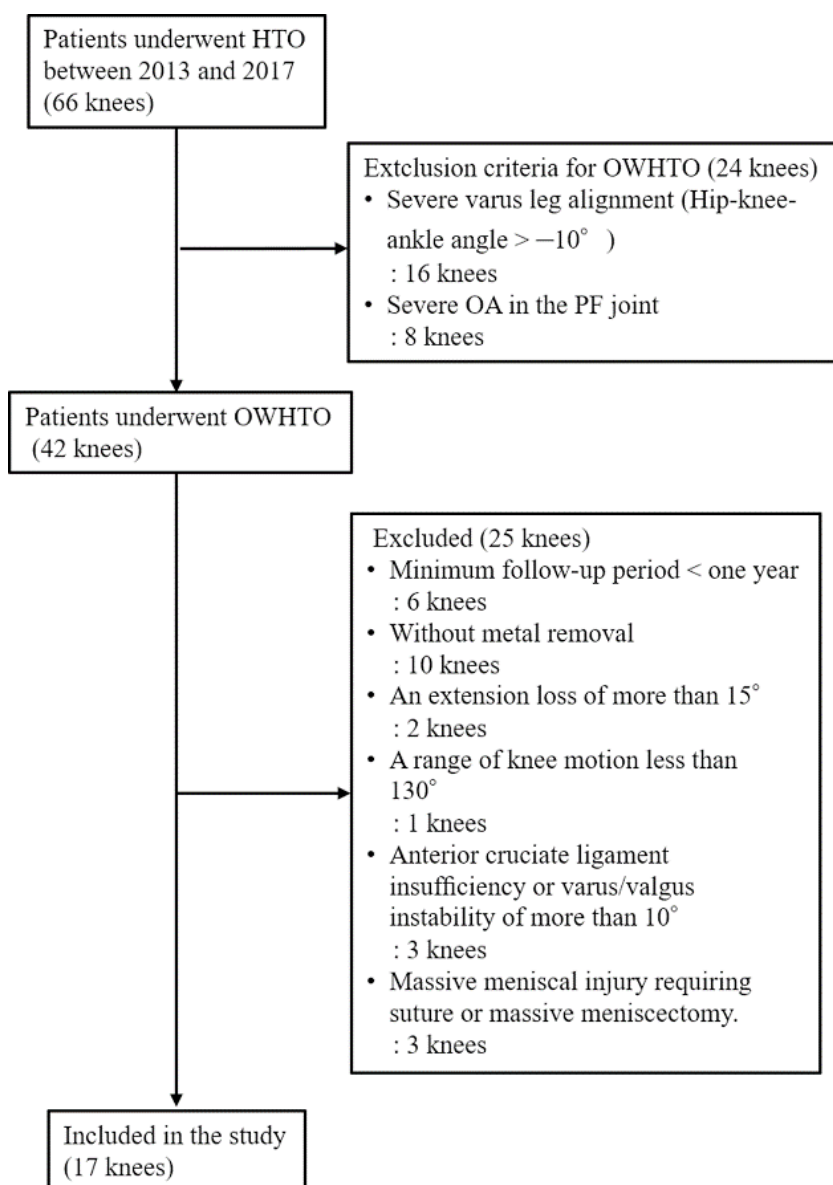 Patients underwent HTO
between 2013 and 2017
(66 knees)
Extclusion criteria for OWHTO (24 knees)
• Severe varus leg alignment (Hip-knee-
ankle angle > −10° )
: 16 knees
• Severe OA in the PF joint
: 8 knees
Patients underwent OWHTO
(42 knees)
Excluded (25 knees)
• Minimum follow-up period < one year
: 6 knees
• Without metal removal
: 10 knees
• An extension loss of more than 15°
: 2 knees
• A range of knee motion less than
130°
: 1 knees
• Anterior cruciate ligament
insufficiency or varus/valgus
instability of more than 10°
: 3 knees
• Massive meniscal injury requiring
suture or massive meniscectomy.
: 3 knees
Included in the study
(17 knees)